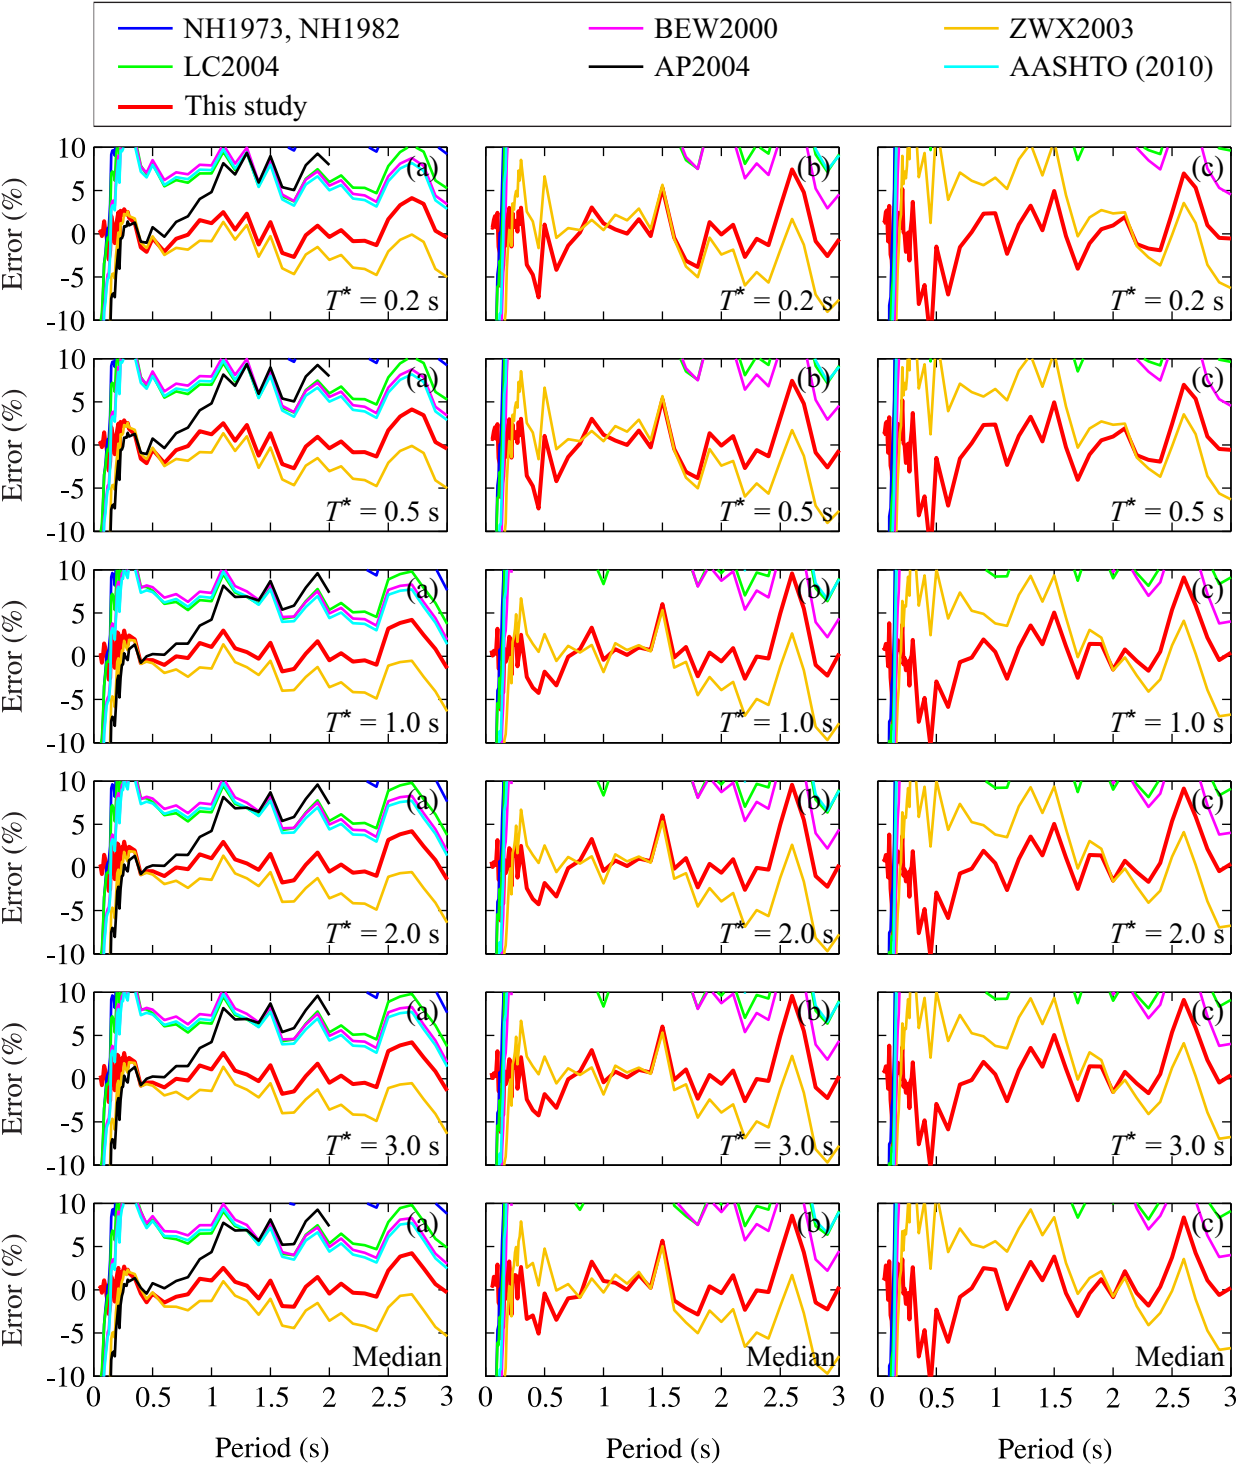 NH1973, NH1982 BEW2000 ZWX2003
LC2004 AP2004 AASHTO (2010)
This study
10 (a) (b) (c)
5
Error (%)
0
-5
T* = 0.2 s T* = 0.2 s T* = 0.2 s
-10
10 (a) (b) (c)
5
Error (%)
0
-5
T* = 0.5 s T* = 0.5 s T* = 0.5 s
-10
10 (a) (b) (c)
5
Error (%)
0
-5
T* = 1.0 s T* = 1.0 s T* = 1.0 s
-10
10 (a) (b) (c)
5
Error (%)
0
-5
T* = 2.0 s T* = 2.0 s T* = 2.0 s
-10
10 (a) (b) (c)
5
Error (%)
0
-5
T* = 3.0 s T* = 3.0 s T* = 3.0 s
-10
10 (a) (b) (c)
5
Error (%)
0
-5
Median Median Median
-10
0 0.5 1 1.5 2 2.5 3 0 0.5 1 1.5 2 2.5 3 0 0.5 1 1.5 2 2.5 3
Period (s) Period (s) Period (s)